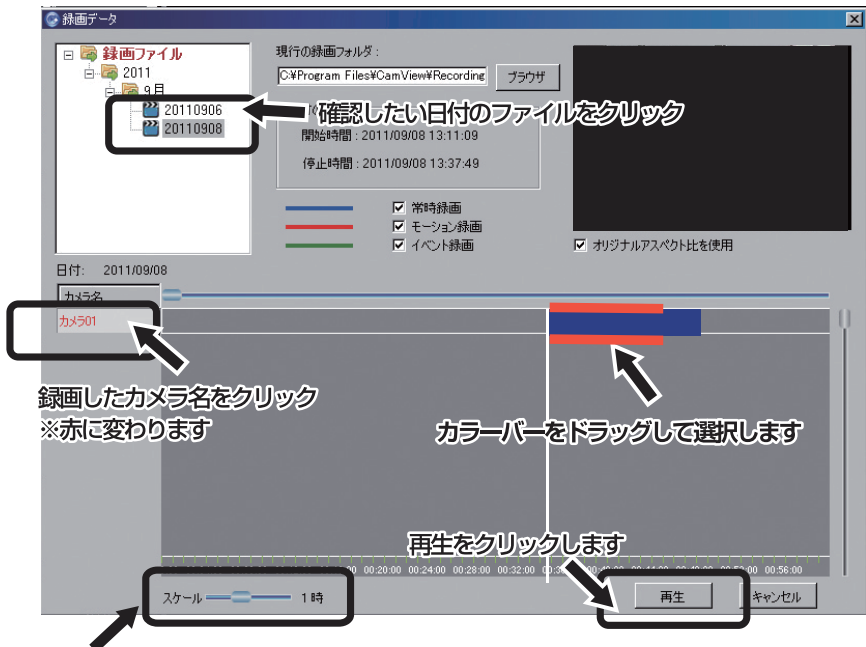 録画データ
録画ファイル
2011
9月
20110906
20110908
現行の録画フォルダ :
C:¥Program Files¥CamView¥Recording
ブラウザ
確認したい日付のファイルをクリック
開始時間 : 2011/09/08 13:11:09
停止時間 : 2011/09/08 13:37:49
常時録画
モーション録画
イベント録画
オリジナルアスペクト比を使用
日付: 2011/09/08
カメラ名
カメラ01
録画したカメラ名をクリック
※赤に変わります
カラーバーをドラッグして選択します
再生をクリックします
00:20:00 00:24:00 00:28:00 00:32:00 00:56:00
スケール 1 時
再生
キャンセル